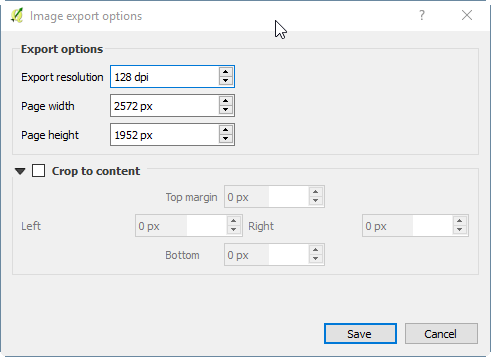 Image export options ?
Export options
Export resolution 128 dpi
Page width 2572 px
Page height 1952 px
Crop to content
Top margin 0 px
Left 0 px Right 0 px
Bottom 0 px
Save Cancel